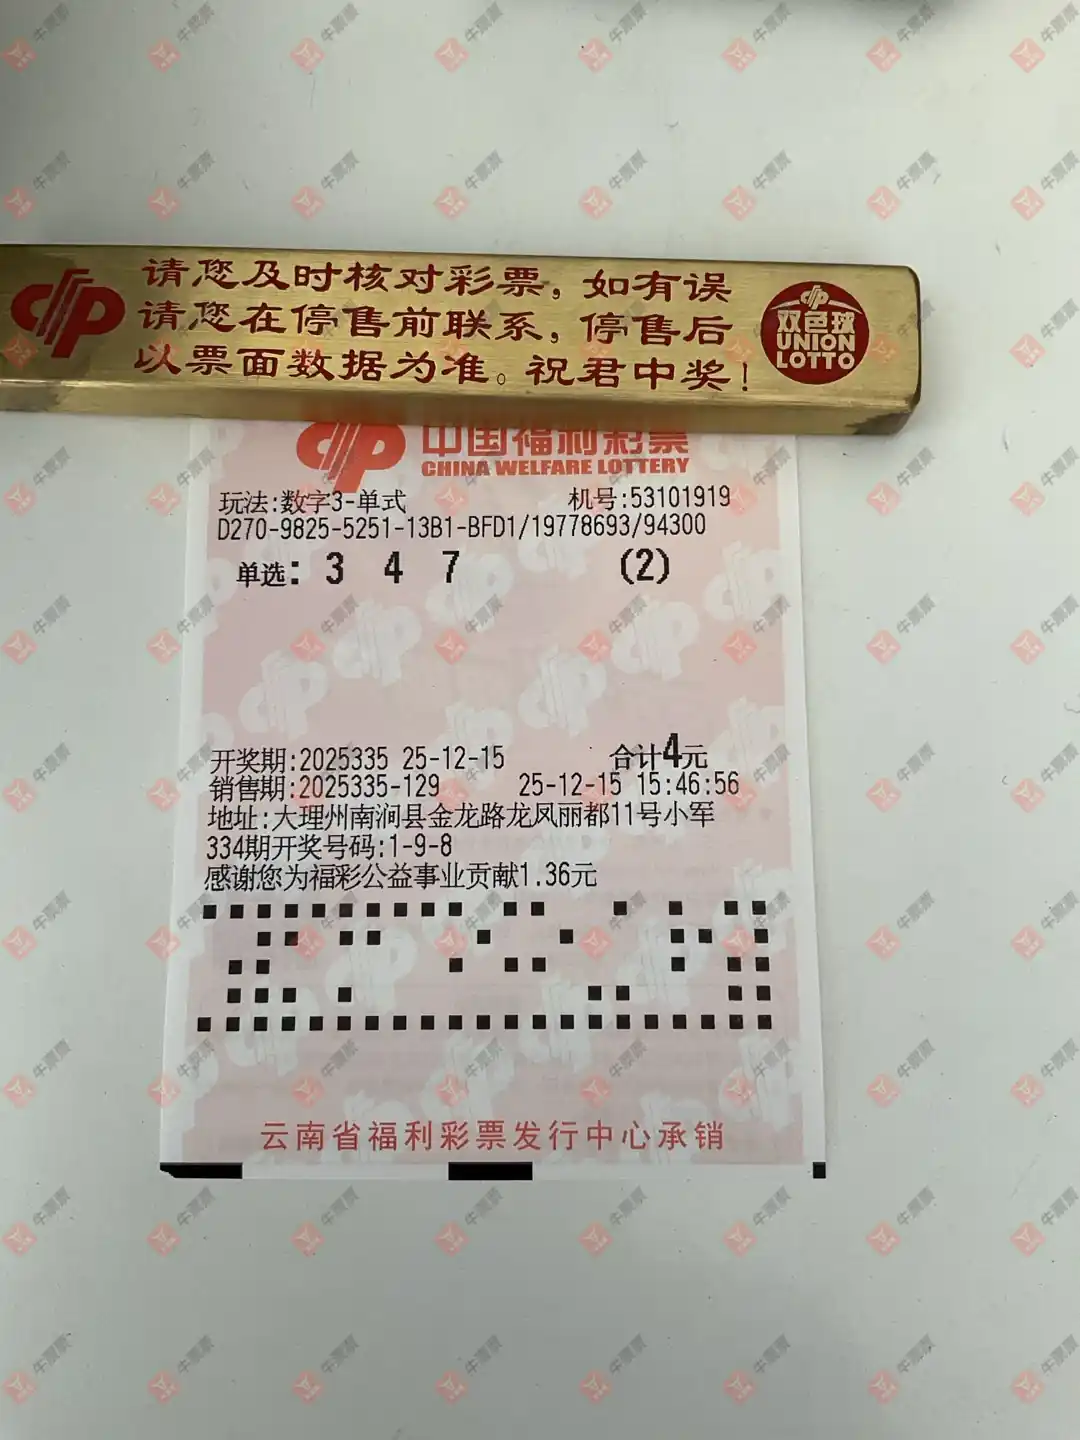 请您及时核对彩票,如有误
请您在停售前联系,停售后
以票面数据为准。祝君中奖!
双色球
UNION
LOTTO
中国福利彩票
CHINA WELFARE LOTTERY
玩法:数字3-单式 机号:53101919
D270-9825-5251-13B1-BFD1/19778693/94300
单选: 3 4 7 (2)
开奖期:2025335 25-12-15 合计4元
销售期:2025335-129 25-12-15 15:46:56
地址:大理州南涧县金龙路龙凤丽都11号小军
334期开奖号码:1-9-8
感谢您为福彩公益事业贡献1.36元
云南省福利彩票发行中心承销
牛票票